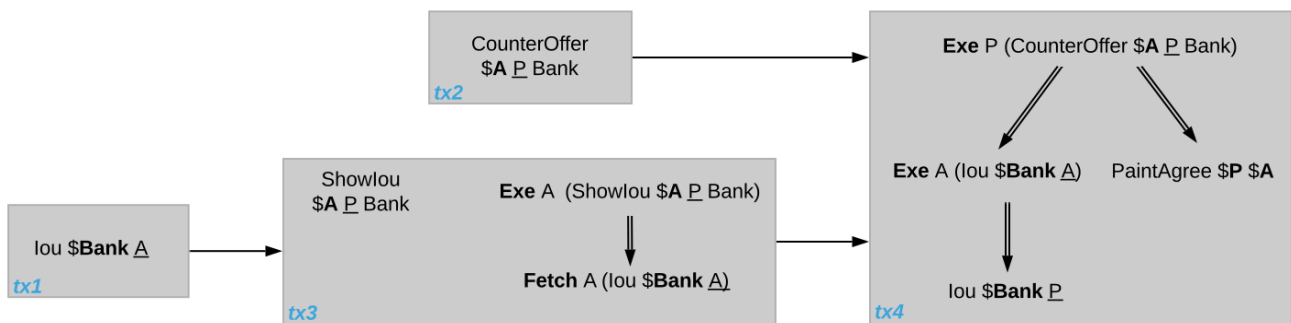 CounterOffer
$A P Bank
tx2
Exe P (CounterOffer $A P Bank)
Exe A (Iou $Bank A)
PaintAgree $P $A
Iou $Bank P
tx4
ShowIou
$A P Bank
Exe A (ShowIou $A P Bank)
Fetch A (Iou $Bank A)
tx3
Iou $Bank A
tx1